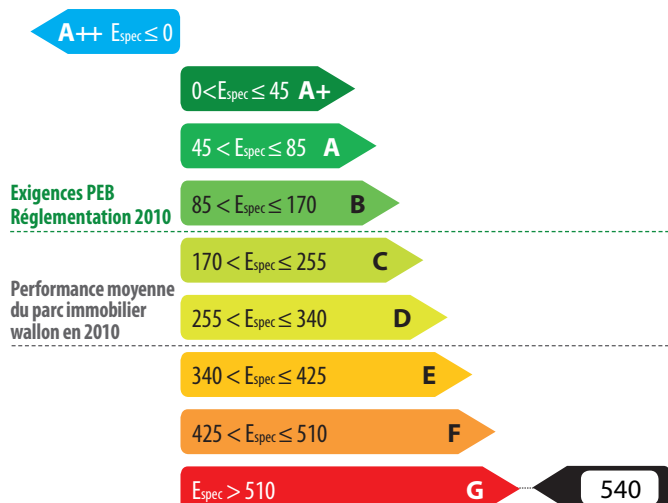 A++ Espec ≤ 0
0<Espec ≤ 45 A+
45 < Espec ≤ 85 A
Exigences PEB
Réglementation 2010
85 < Espec ≤ 170 B
170 < Espec ≤ 255 C
Performance moyenne
du parc immobilier
wallon en 2010
255 < Espec ≤ 340 D
340 < Espec ≤ 425 E
425 < Espec ≤ 510 F
Espec > 510 G
540